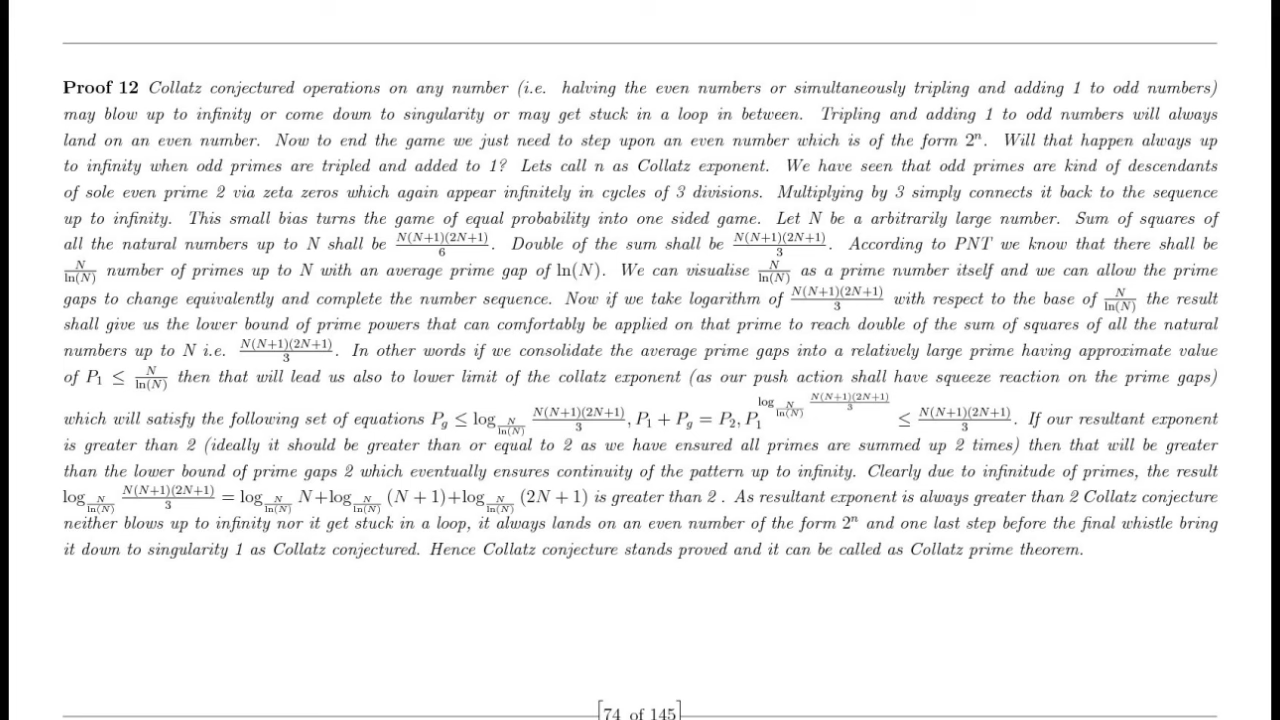 Proof 12 Collatz conjectured operations on any number (i.e. halving the even numbers or simultaneously tripling and adding 1 to odd numbers)
may blow up to infinity or come down to singularity or may get stuck in a loop in between. Tripling and adding 1 to odd numbers will always
land on an even number. Now to end the game we just need to step upon an even number which is of the form 2^n. Will that happen always up
to infinity when odd primes are tripled and added to 1? Lets call n as Collatz exponent. We have seen that odd primes are kind of descendants
of sole even prime 2 via zeta zeros which again appear infinitely in cycles of 3 divisions. Multiplying by 3 simply connects it back to the sequence
up to infinity. This small bias turns the game of equal probability into one sided game. Let N be a arbitrarily large number. Sum of squares of
all the natural numbers up to N shall be \frac{N(N+1)(2N+1)}{6}. Double of the sum shall be \frac{N(N+1)(2N+1)}{3}. According to PNT we know that there shall be
\frac{N}{\ln(N)} number of primes up to N with an average prime gap of ln(N). We can visualise \frac{N}{\ln(N)} as a prime number itself and we can allow the prime
gaps to change equivalently and complete the number sequence. Now if we take logarithm of \frac{N(N+1)(2N+1)}{3} with respect to the base of \frac{N}{\ln(N)} the result
shall give us the lower bound of prime powers that can comfortably be applied on that prime to reach double of the sum of squares of all the natural
numbers up to N i.e. \frac{N(N+1)(2N+1)}{3}. In other words if we consolidate the average prime gaps into a relatively large prime having approximate value
of P_1 ≤ \frac{N}{\ln(N)} then that will lead us also to lower limit of the collatz exponent (as our push action shall have squeeze reaction on the prime gaps)
which will satisfy the following set of equations P_g ≤ \log_{\frac{N}{\ln(N)}} \frac{N(N+1)(2N+1)}{3}, P_1 + P_g = P_2, P_1^{\log_{\frac{N}{\ln(N)}} \frac{N(N+1)(2N+1)}{3}} ≤ \frac{N(N+1)(2N+1)}{3}. If our resultant exponent
is greater than 2 (ideally it should be greater than or equal to 2 as we have ensured all primes are summed up 2 times) then that will be greater
than the lower bound of prime gaps 2 which eventually ensures continuity of the pattern up to infinity. Clearly due to infinitude of primes, the result
\log_{\frac{N}{\ln(N)}} \frac{N(N+1)(2N+1)}{3} = \log_{\frac{N}{\ln(N)}} N + \log_{\frac{N}{\ln(N)}} (N + 1) + \log_{\frac{N}{\ln(N)}} (2N + 1) is greater than 2 . As resultant exponent is always greater than 2 Collatz conjecture
neither blows up to infinity nor it get stuck in a loop, it always lands on an even number of the form 2^n and one last step before the final whistle bring
it down to singularity 1 as Collatz conjectured. Hence Collatz conjecture stands proved and it can be called as Collatz prime theorem.
[74 of 145]